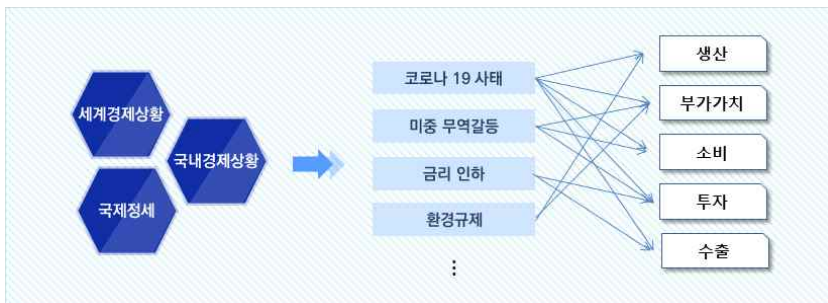 세계경제상황
국내경제상황
국제정세
코로나 19 사태
미중 무역갈등
금리 인하
환경규제
⋮
생산
부가가치
소비
투자
수출